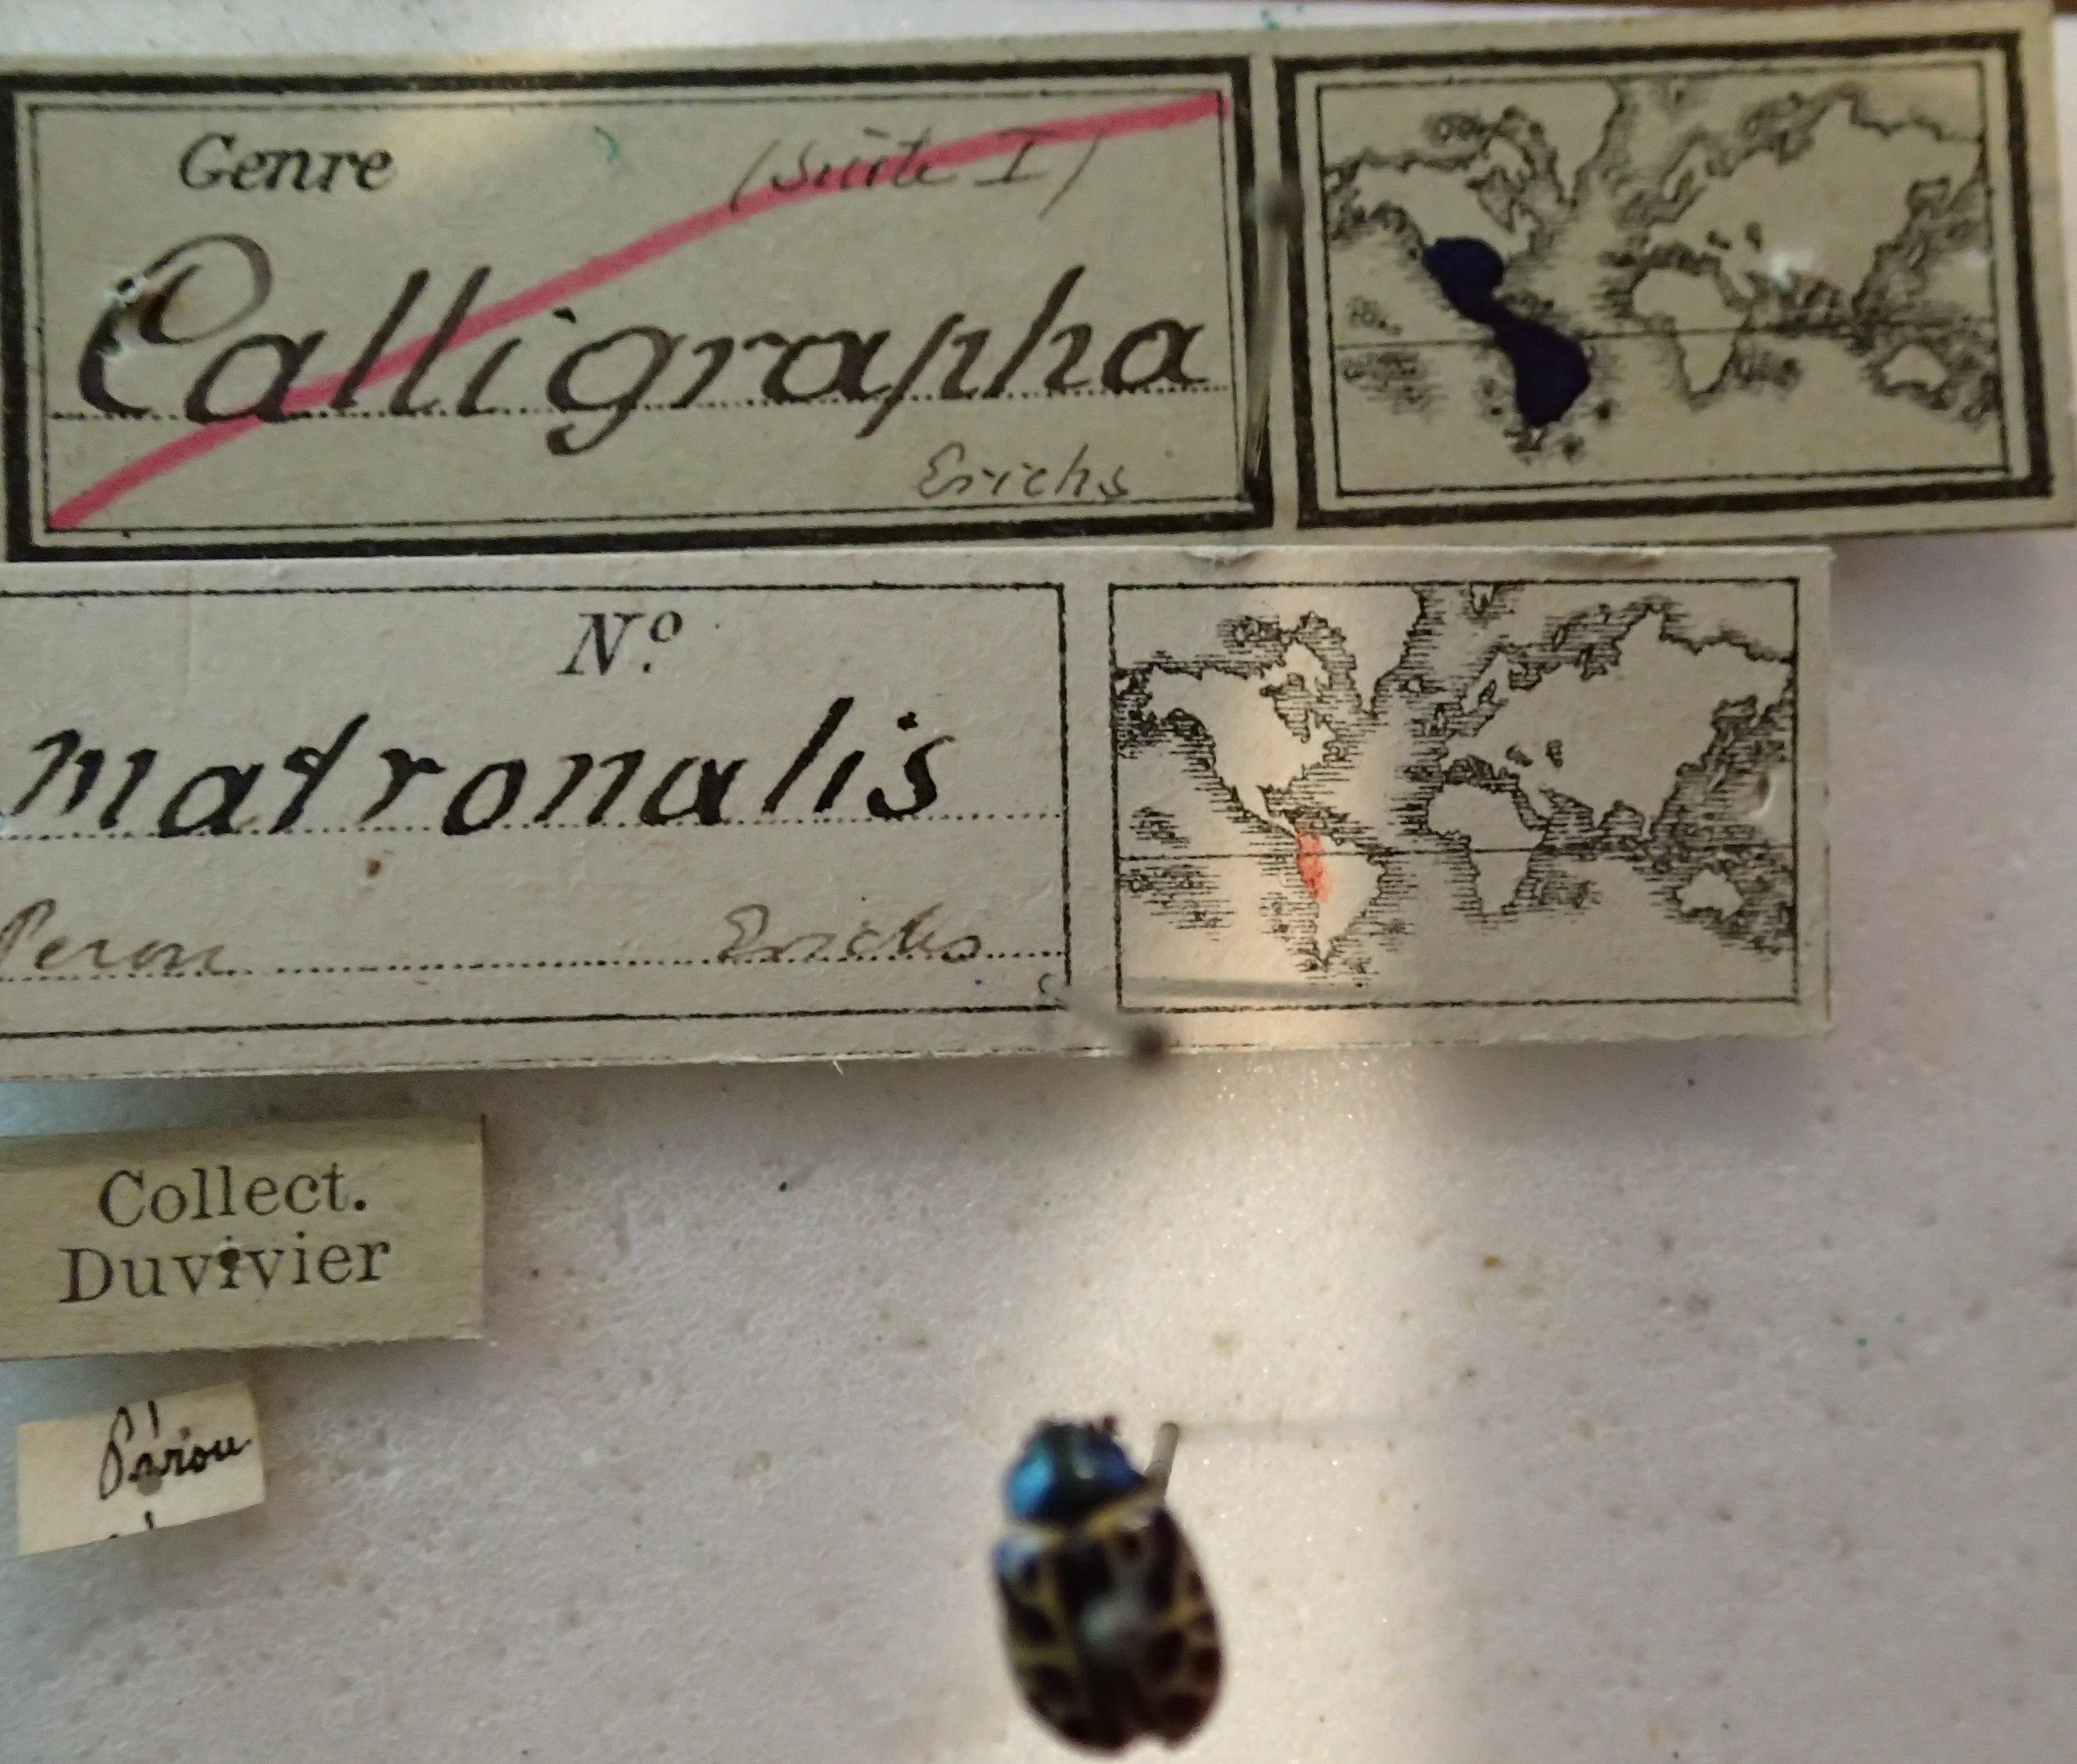 Genre (Suite I)
Calligrapha
Erichs
N.º
matronalis
Perou Erichs
Collect.
Duvivier
Pérou